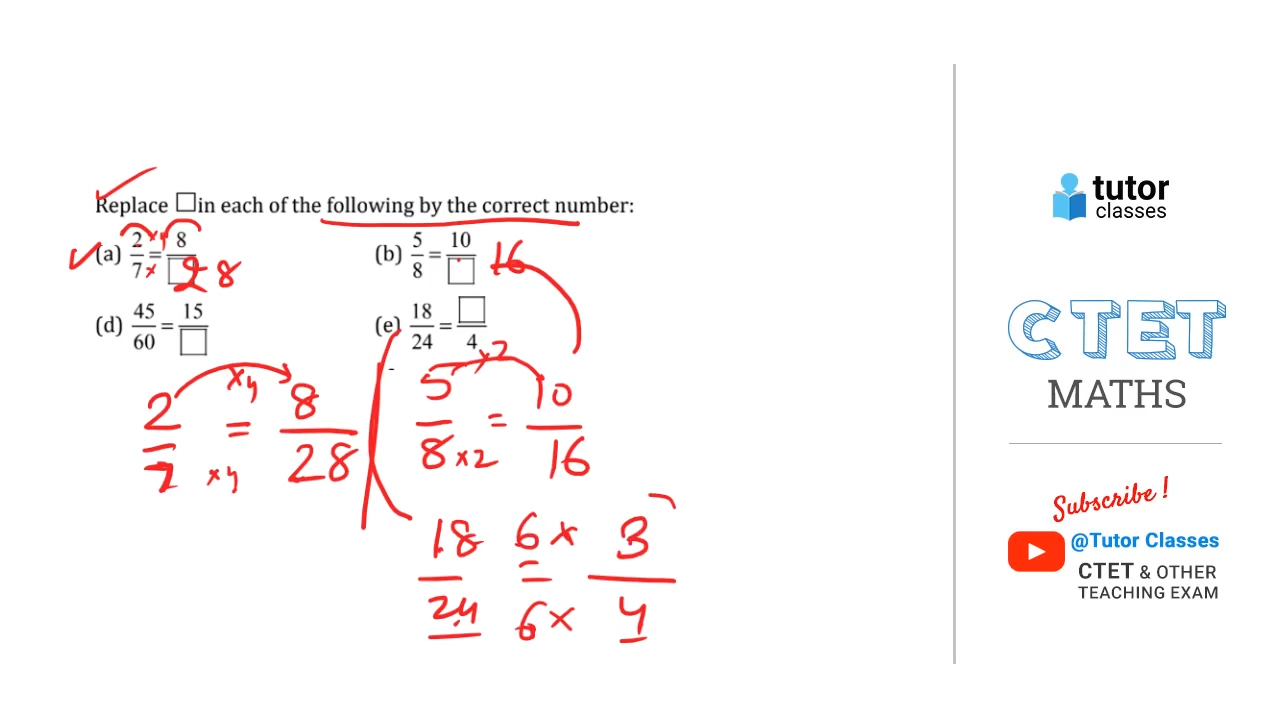 Replace □ in each of the following by the correct number:
(a) 2/7 = 8/□ 28
×4
×
(b) 5/8 = 10/□ 16
(d) 45/60 = 15/□
(e) 18/24 = □/4
2/7 = 8/28
×4
×4
5/8 = 10/16
×2
×2
18/24 = 6 × 3 / 6 × 4
tutor
classes
CTET
MATHS
Subscribe !
@Tutor Classes
CTET & OTHER
TEACHING EXAM